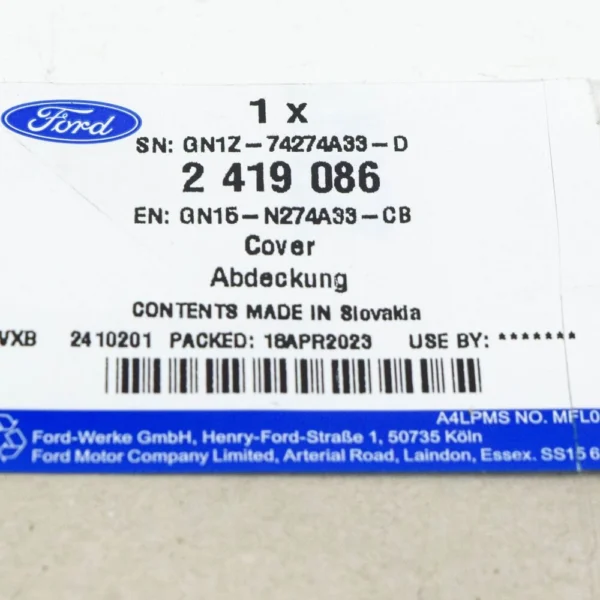 Ford
1 x
SN: GN1Z-74274A33-D
2 419 086
EN: GN15-N274A33-CB
Cover
Abdeckung
CONTENTS MADE IN Slovakia
VXB 2410201 PACKED: 18APR2023 USE BY: *******
A4LPMS NO. MFL0
Ford-Werke GmbH, Henry-Ford-Straße 1, 50735 Köln
Ford Motor Company Limited, Arterial Road, Laindon, Essex. SS15 6